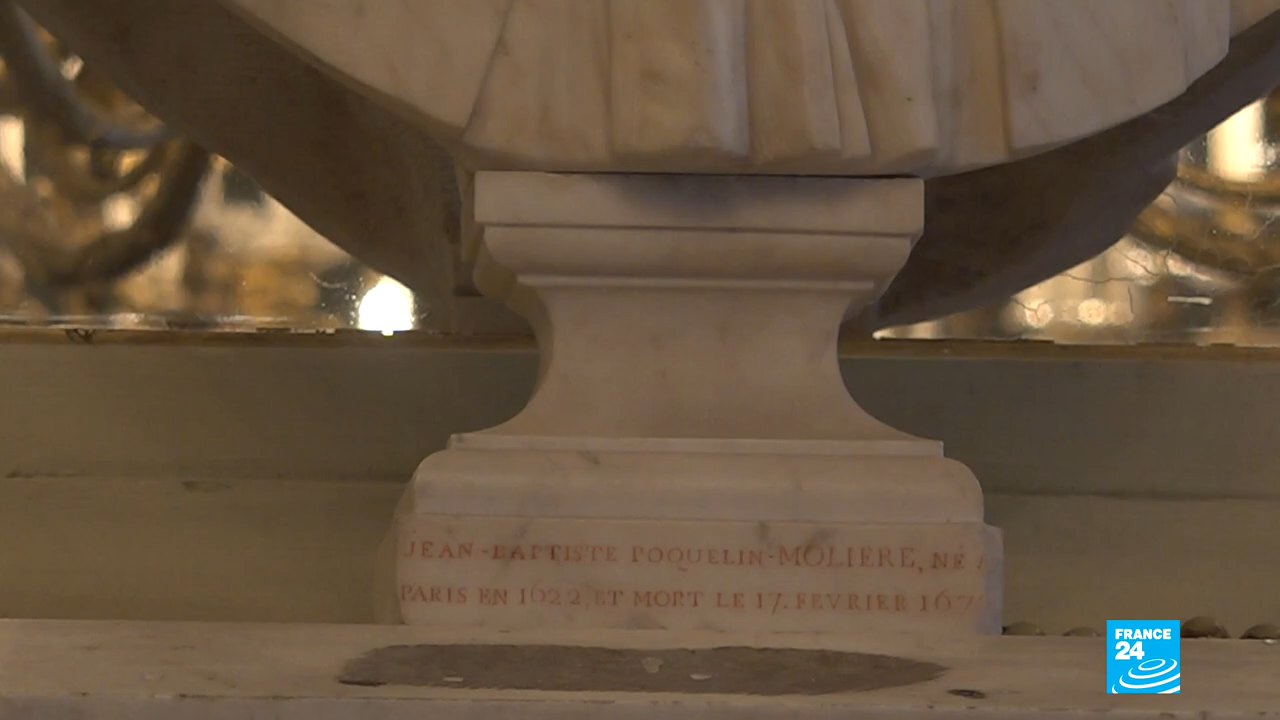 JEAN-BAPTISTE POQUELIN-MOLIERE, NÉ
PARIS EN 1622, ET MORT LE 17. FEVRIER
FRANCE
24